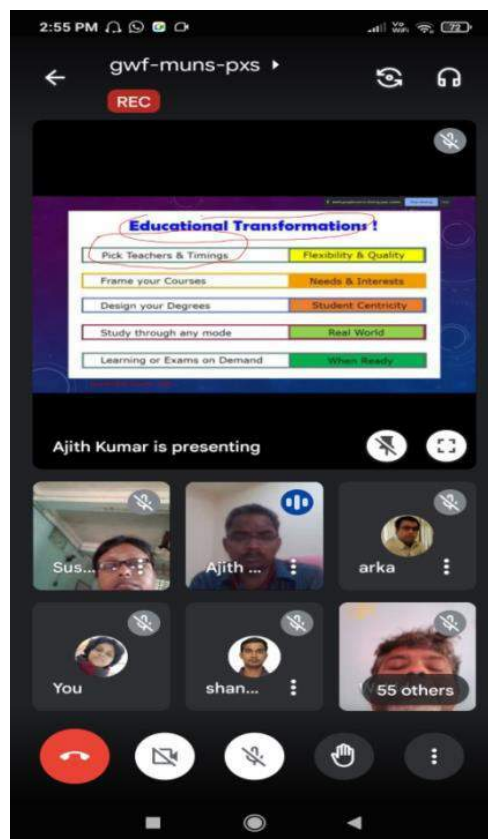 2:55 PM
72
gwf-muns-pxs
REC
Educational Transformations !
Pick Teachers & Timings Flexibility & Quality
Frame your Courses Needs & Interests
Design your Degrees Student Centricity
Study through any mode Real World
Learning or Exams on Demand When Ready
Ajith Kumar is presenting
Sus... Ajith ... arka
You shan... 55 others